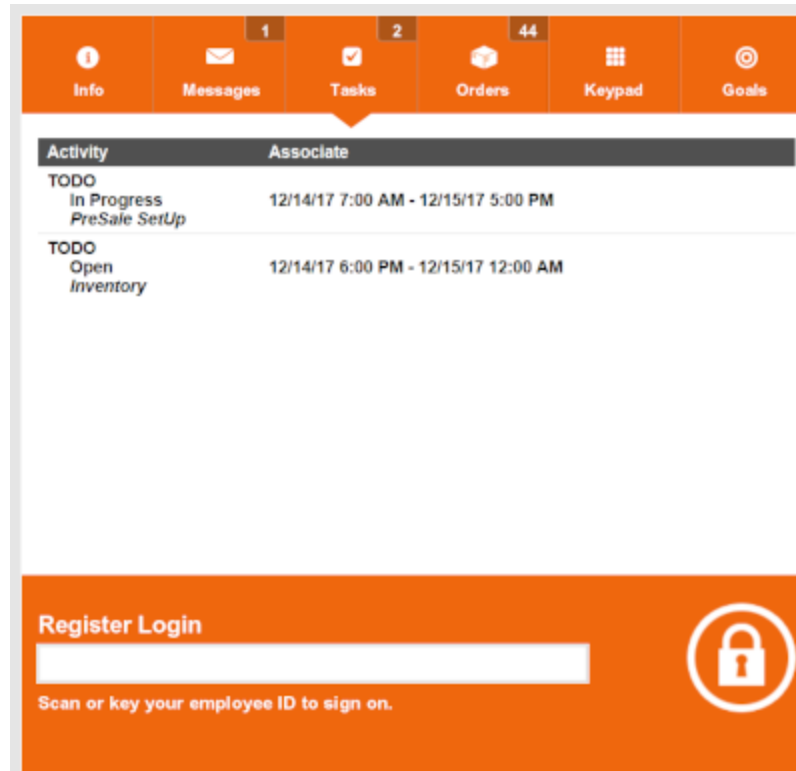 1 2 44
Info Messages Tasks Orders Keypad Goals
Activity Associate
TODO
In Progress 12/14/17 7:00 AM - 12/15/17 5:00 PM
PreSale SetUp
TODO
Open 12/14/17 6:00 PM - 12/15/17 12:00 AM
Inventory
Register Login
Scan or key your employee ID to sign on.